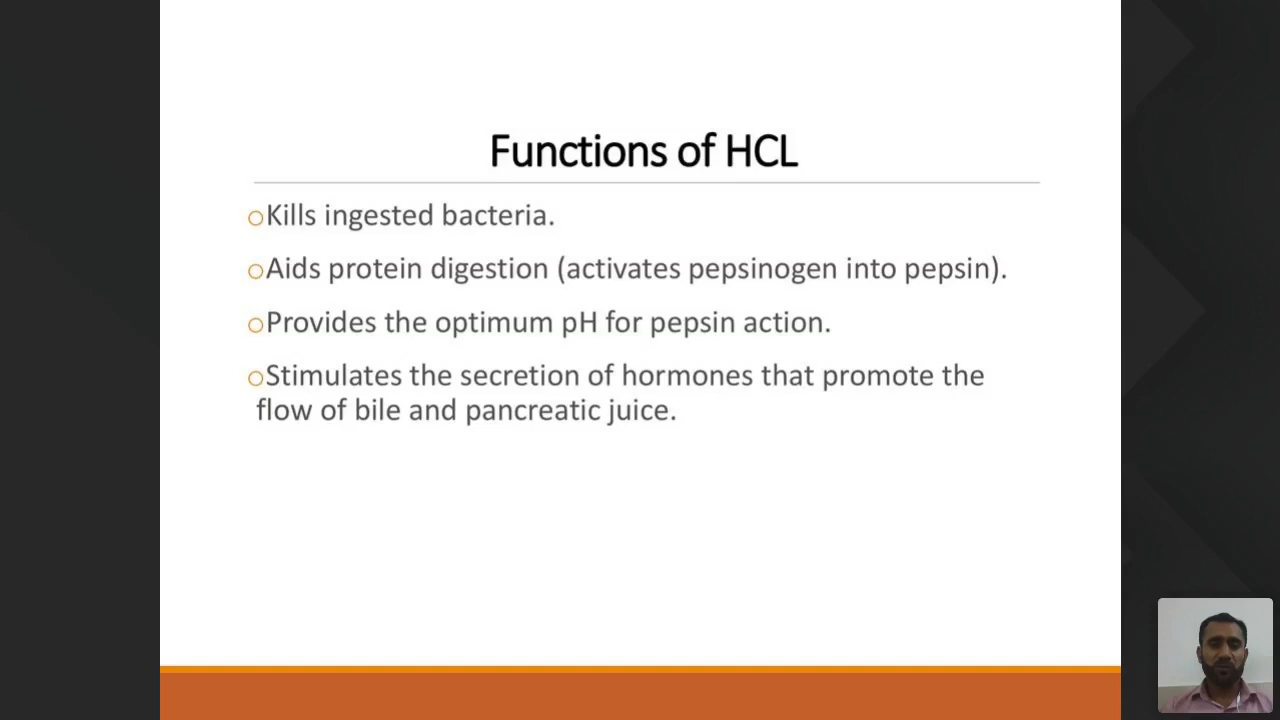 Functions of HCL
Kills ingested bacteria.
Aids protein digestion (activates pepsinogen into pepsin).
Provides the optimum pH for pepsin action.
Stimulates the secretion of hormones that promote the
flow of bile and pancreatic juice.